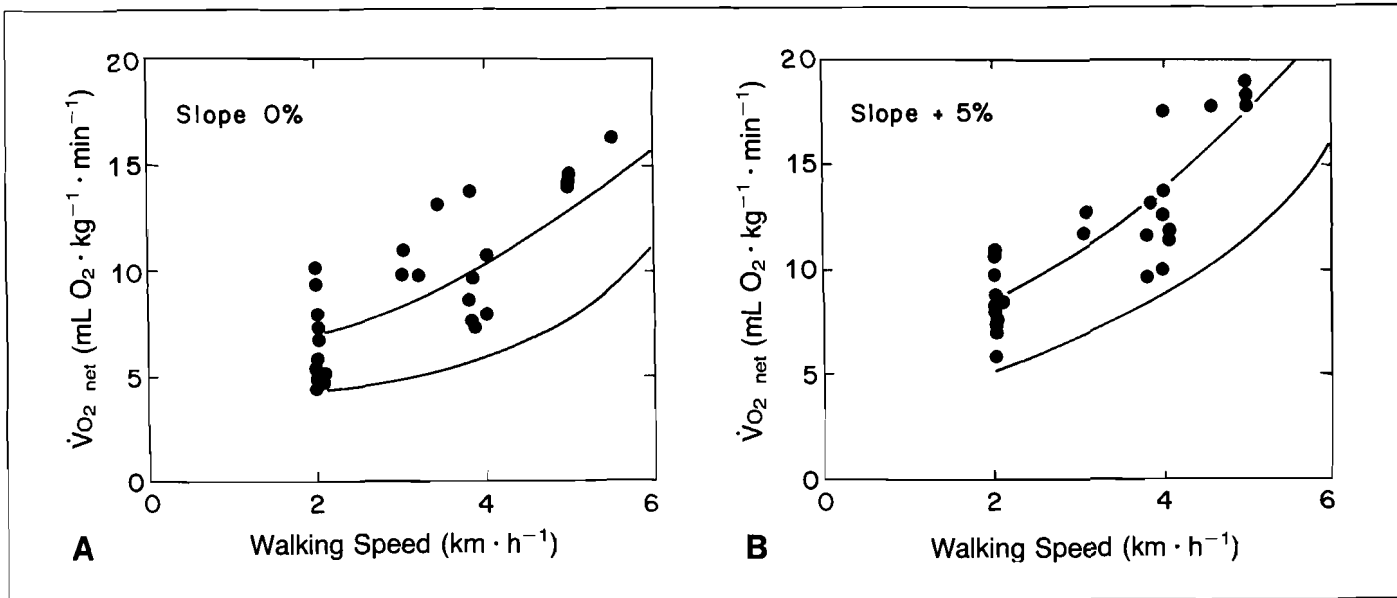 20
15
10
5
0
V̇o₂ net (mL O₂ · kg⁻¹ · min⁻¹)
Slope 0%
0 2 4 6
A Walking Speed (km · h⁻¹)
20
15
10
5
0
V̇o₂ net (mL O₂ · kg⁻¹ · min⁻¹)
Slope + 5%
0 2 4 6
B Walking Speed (km · h⁻¹)